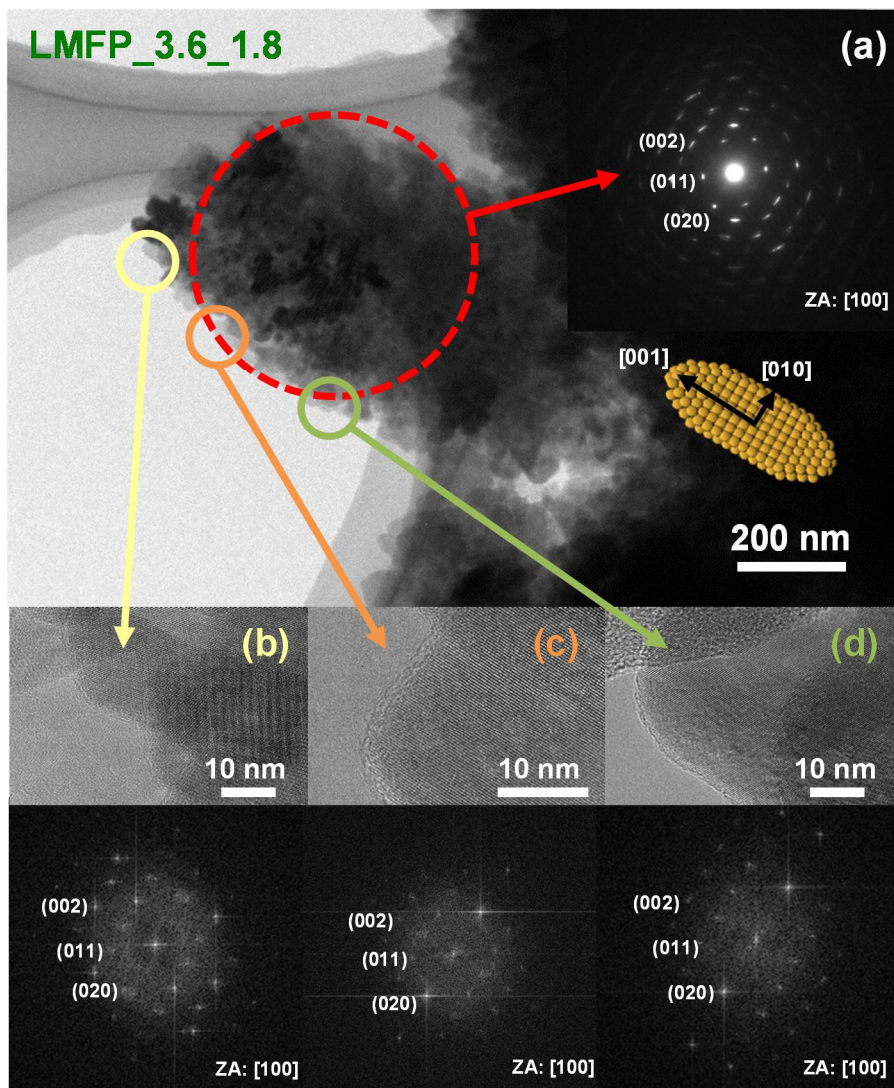 LMFP_3.6_1.8
(a)
(002)
(011)
(020)
ZA: [100]
[001]
[010]
200 nm
(b)
10 nm
(c)
10 nm
(d)
10 nm
(002)
(011)
(020)
ZA: [100]
(002)
(011)
(020)
ZA: [100]
(002)
(011)
(020)
ZA: [100]